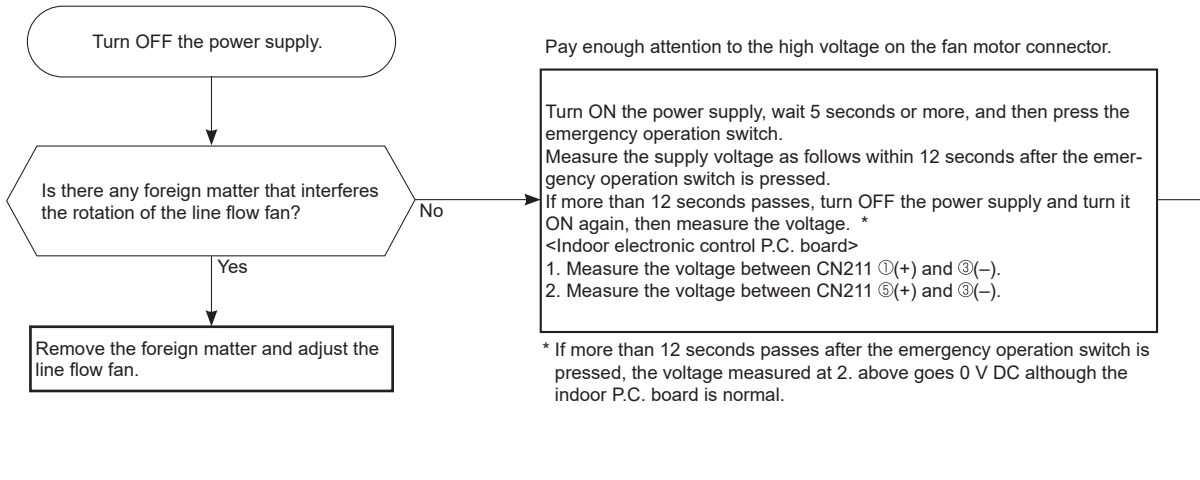 Turn OFF the power supply.
Is there any foreign matter that interferes
the rotation of the line flow fan?
No
Yes
Remove the foreign matter and adjust the
line flow fan.
Pay enough attention to the high voltage on the fan motor connector.
Turn ON the power supply, wait 5 seconds or more, and then press the
emergency operation switch.
Measure the supply voltage as follows within 12 seconds after the emer-
gency operation switch is pressed.
If more than 12 seconds passes, turn OFF the power supply and turn it
ON again, then measure the voltage. *
<Indoor electronic control P.C. board>
1. Measure the voltage between CN211 ①(+) and ③(–).
2. Measure the voltage between CN211 ⑤(+) and ③(–).
* If more than 12 seconds passes after the emergency operation switch is
pressed, the voltage measured at 2. above goes 0 V DC although the
indoor P.C. board is normal.